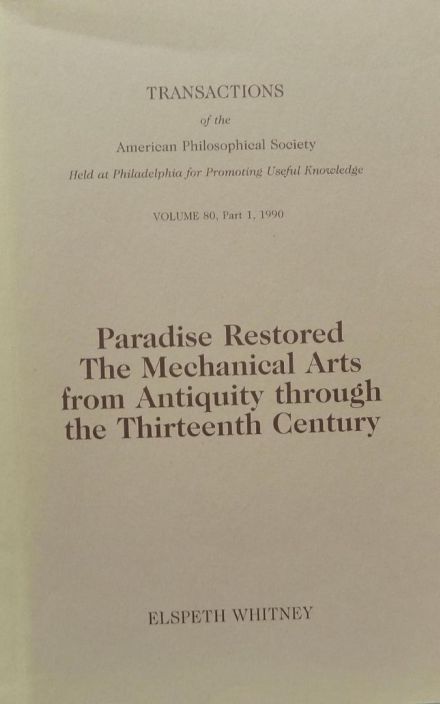 TRANSACTIONS
of the
American Philosophical Society
Held at Philadelphia for Promoting Useful Knowledge
VOLUME 80, Part 1, 1990
Paradise Restored
The Mechanical Arts
from Antiquity through
the Thirteenth Century
ELSPETH WHITNEY